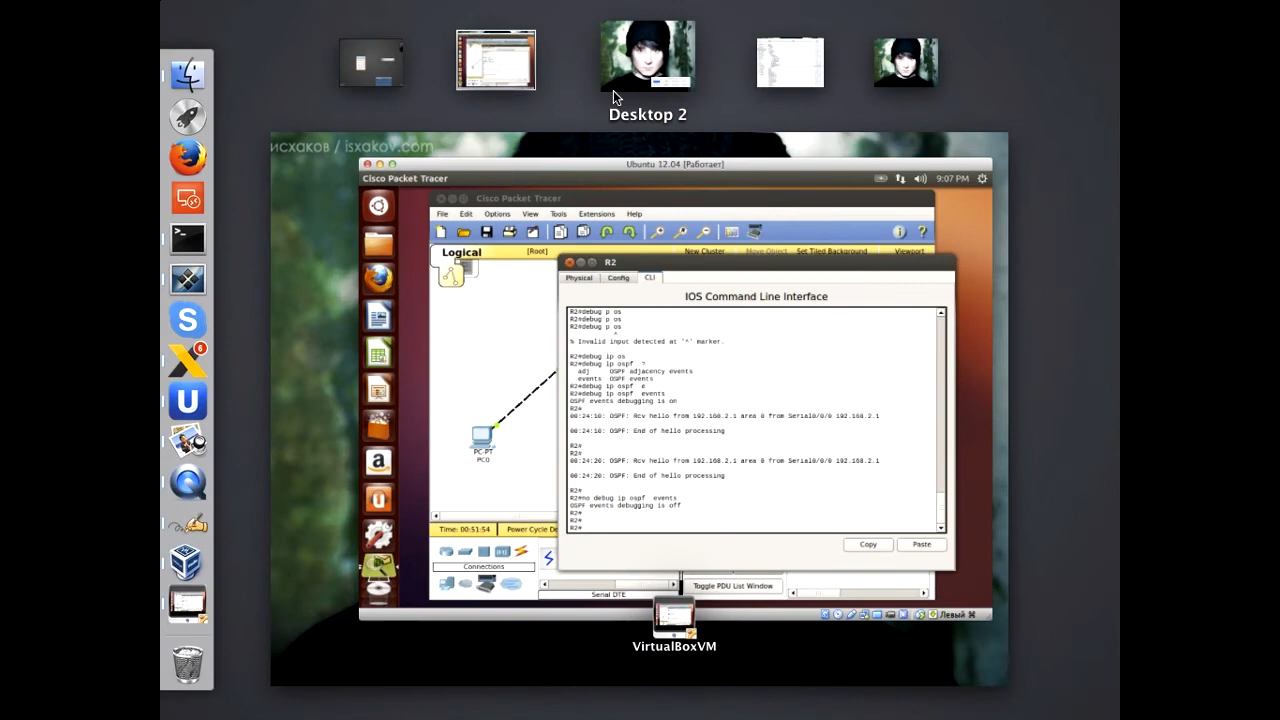 Desktop 2
исхаков / isxakov.com
Ubuntu 12.04 [Работает]
Cisco Packet Tracer
9:07 PM
Cisco Packet Tracer
File Edit Options View Tools Extensions Help
Logical
[Root]
New Cluster
Move Object
Set Tiled Background
Viewport
R2
Physical
Config
CLI
IOS Command Line Interface
R2#debug p os
R2#debug p os
R2#debug p os
^
% Invalid input detected at '^' marker.
R2#debug ip os
R2#debug ip ospf ?
adj OSPF adjacency events
events OSPF events
R2#debug ip ospf e
R2#debug ip ospf events
OSPF events debugging is on
R2#
00:24:10: OSPF: Rcv hello from 192.168.2.1 area 0 from Serial0/0/0 192.168.2.1
00:24:10: OSPF: End of hello processing
R2#
R2#
00:24:20: OSPF: Rcv hello from 192.168.2.1 area 0 from Serial0/0/0 192.168.2.1
00:24:20: OSPF: End of hello processing
R2#
R2#no debug ip ospf events
OSPF events debugging is off
R2#
R2#
R2#
Copy
Paste
PC-PT
PC0
Time: 00:51:54
Power Cycle De
Connections
Serial DTE
Toggle PDU List Window
Левый ⌘
VirtualBoxVM
6